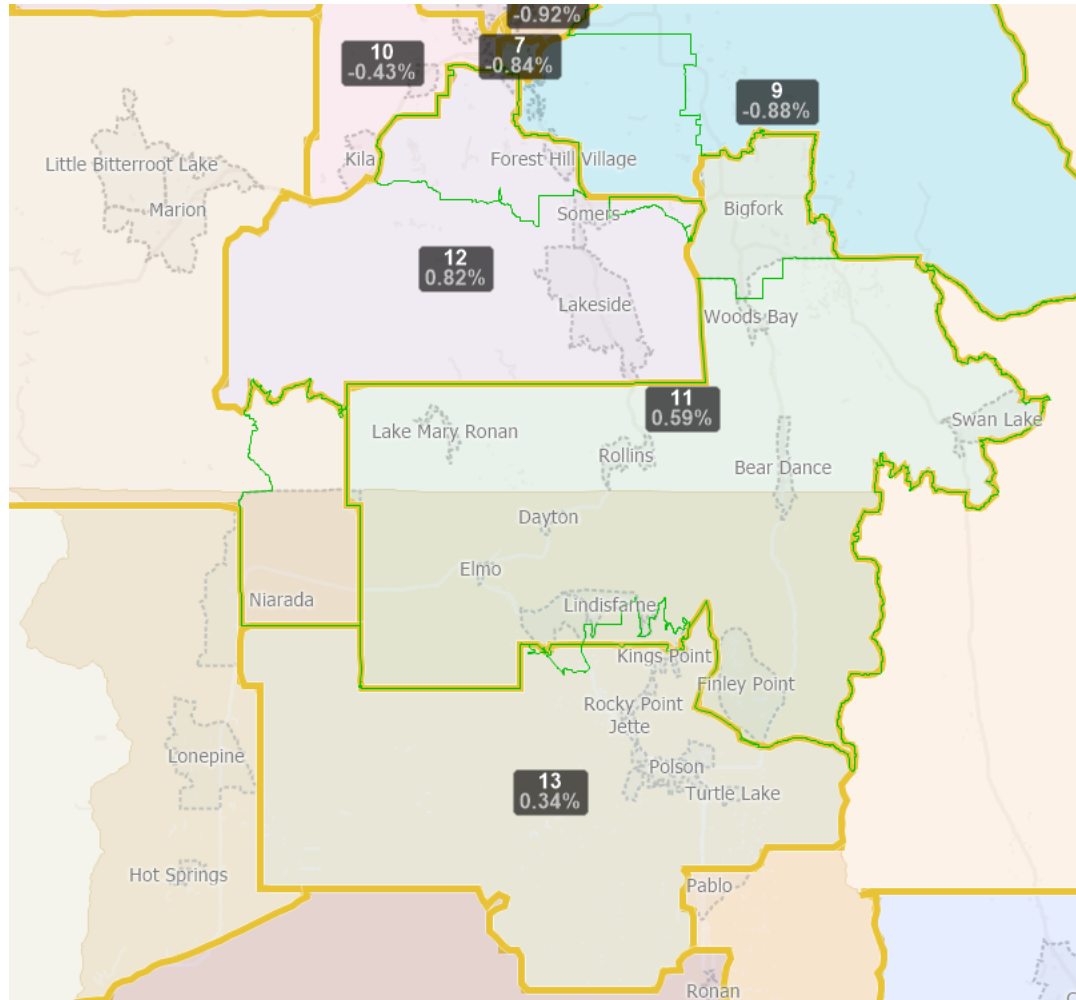 -0.92%
10
-0.43%
7
-0.84%
9
-0.88%
Little Bitterroot Lake
Kila
Forest Hill Village
Marion
Somers
Bigfork
12
0.82%
Lakeside
Woods Bay
11
0.59%
Lake Mary Ronan
Swan Lake
Rollins
Bear Dance
Dayton
Elmo
Niarada
Lindisfarne
Kings Point
Finley Point
Rocky Point
Jette
Lonepine
Polson
13
0.34%
Turtle Lake
Hot Springs
Pablo
Ronan